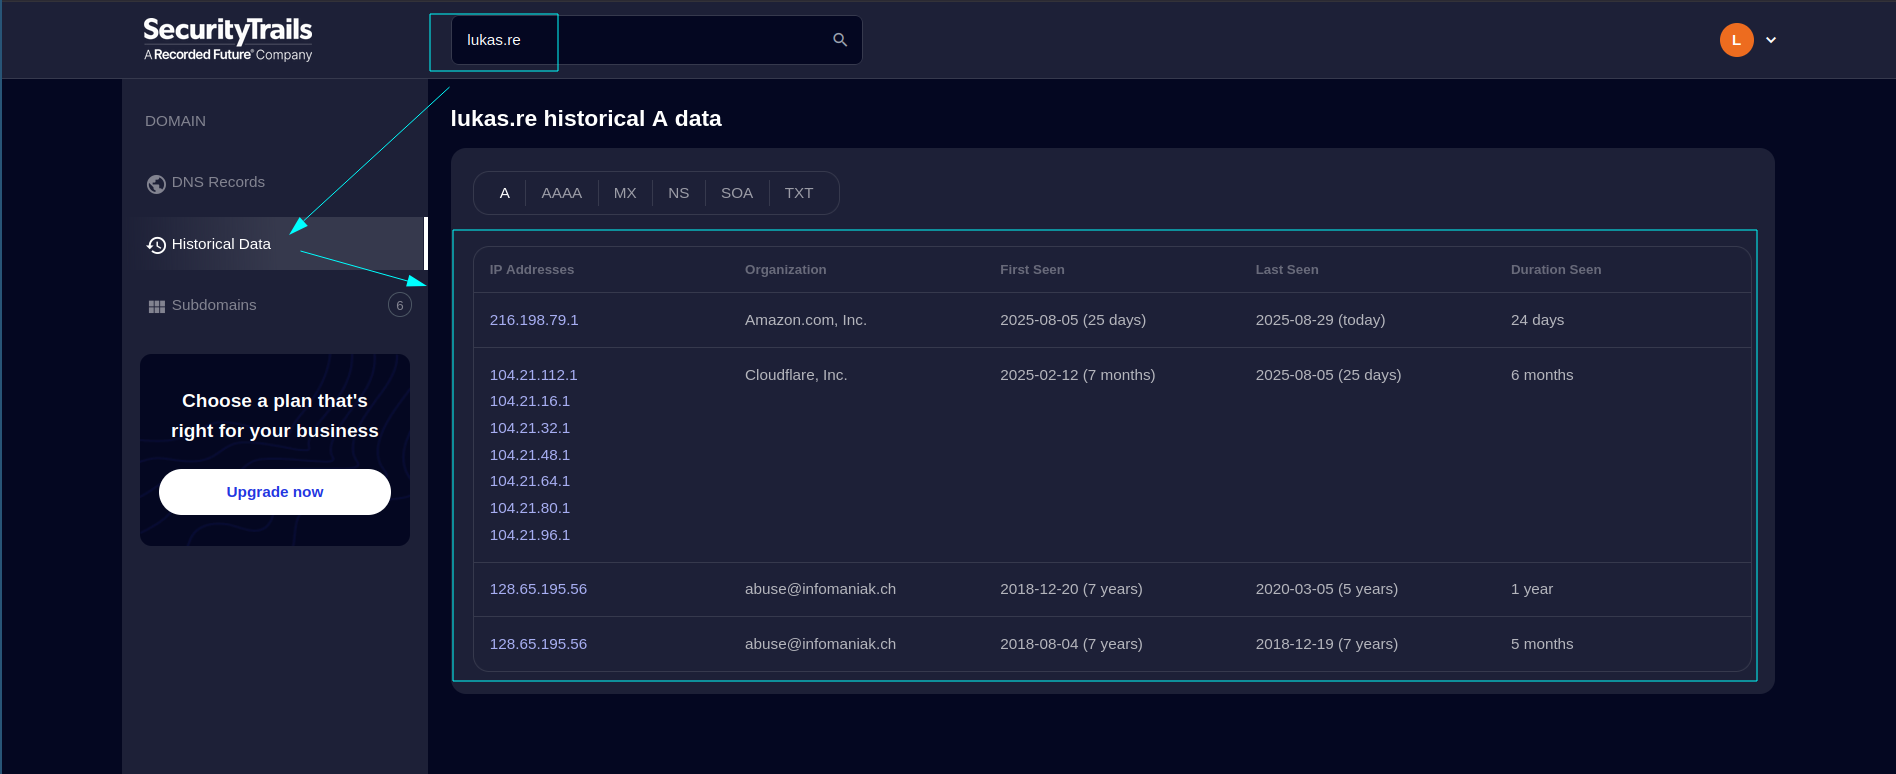 SecurityTrails
A Recorded Future® Company
lukas.re
L
DOMAIN
DNS Records
Historical Data
Subdomains 6
Choose a plan that's
right for your business
Upgrade now
lukas.re historical A data
A AAAA MX NS SOA TXT
IP Addresses Organization First Seen Last Seen Duration Seen
216.198.79.1 Amazon.com, Inc. 2025-08-05 (25 days) 2025-08-29 (today) 24 days
104.21.112.1 Cloudflare, Inc. 2025-02-12 (7 months) 2025-08-05 (25 days) 6 months
104.21.16.1
104.21.32.1
104.21.48.1
104.21.64.1
104.21.80.1
104.21.96.1
128.65.195.56 abuse@infomaniak.ch 2018-12-20 (7 years) 2020-03-05 (5 years) 1 year
128.65.195.56 abuse@infomaniak.ch 2018-08-04 (7 years) 2018-12-19 (7 years) 5 months